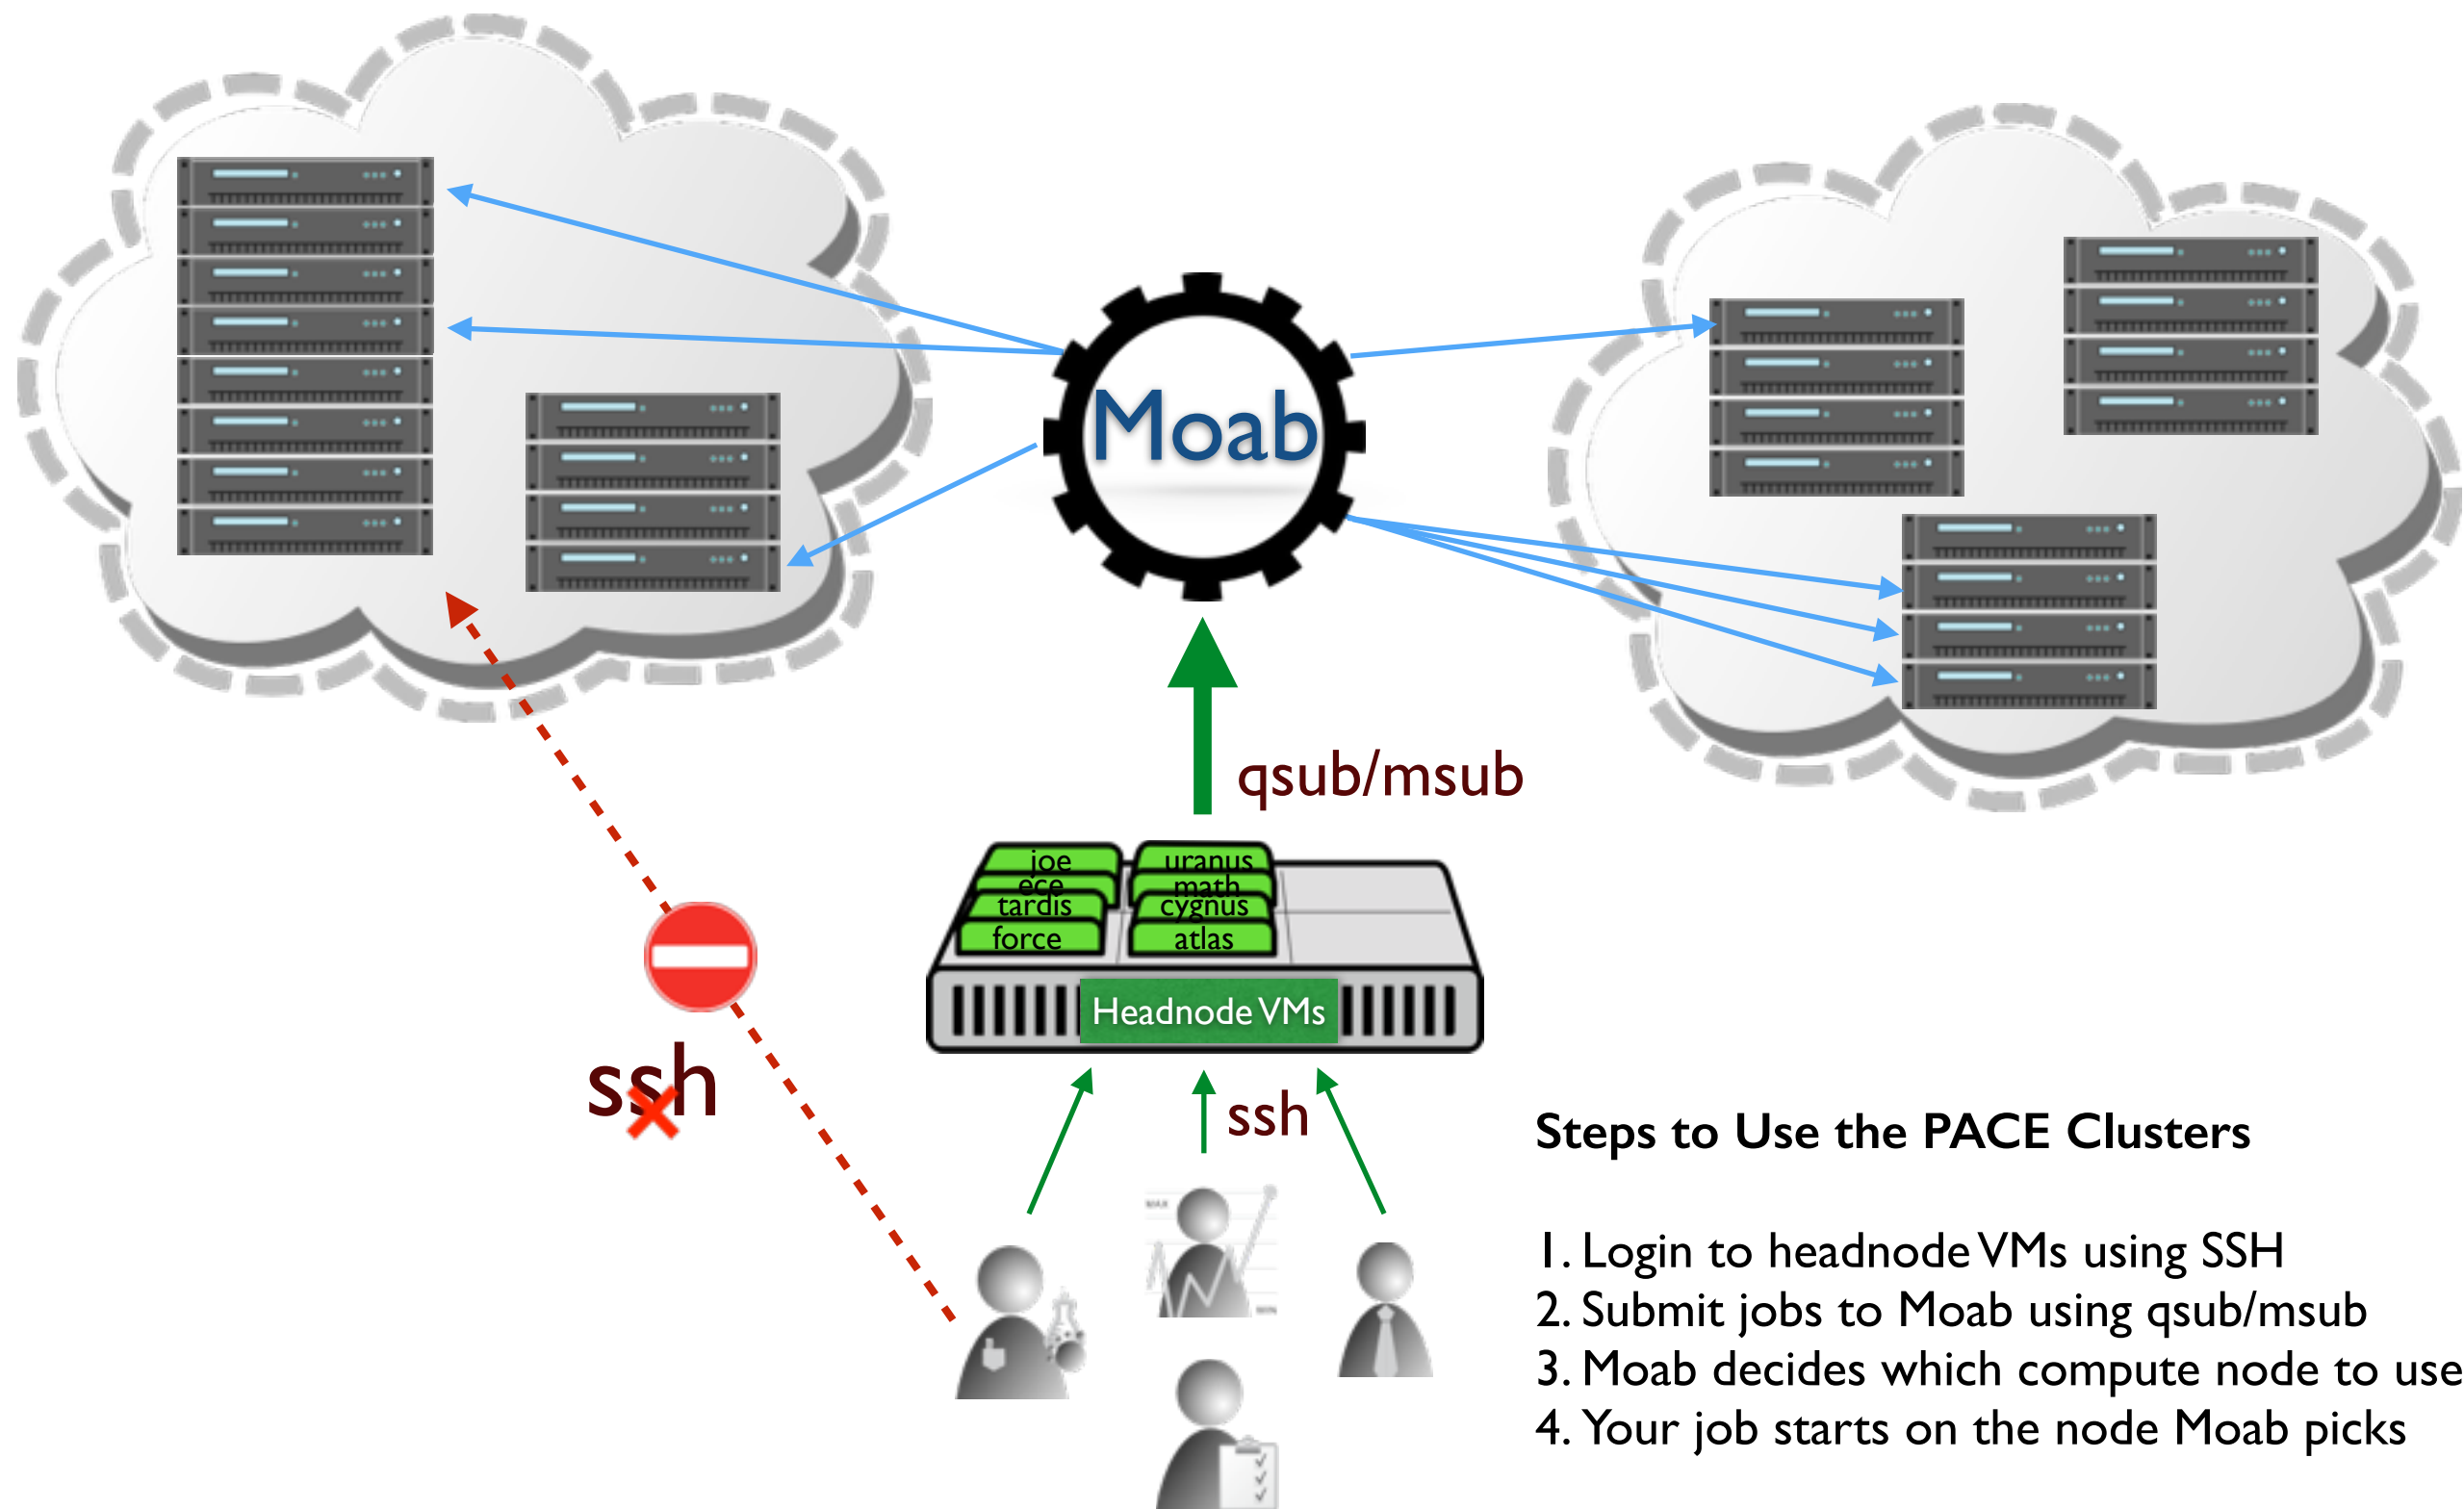 Moab
qsub/msub
joe
uranus
ece
math
tardis
cygnus
force
atlas
Headnode VMs
ssh
ssh
MAX
MIN
Steps to Use the PACE Clusters
1. Login to headnode VMs using SSH
2. Submit jobs to Moab using qsub/msub
3. Moab decides which compute node to use
4. Your job starts on the node Moab picks